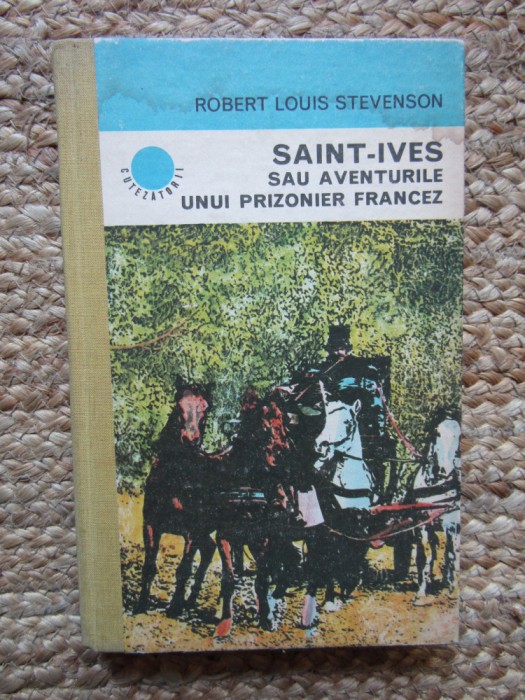 ROBERT LOUIS STEVENSON
SAINT-IVES
SAU AVENTURILE
UNUI PRIZONIER FRANCEZ
CUTEZĂTORII